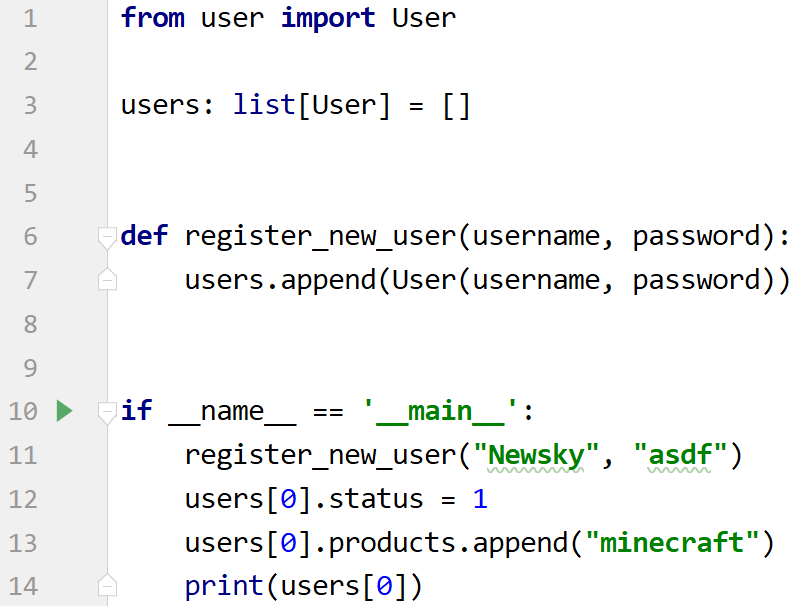 1 from user import User
2
3 users: list[User] = []
4
5
6 def register_new_user(username, password):
7     users.append(User(username, password))
8
9
10 if __name__ == '__main__':
11     register_new_user("Newsky", "asdf")
12     users[0].status = 1
13     users[0].products.append("minecraft")
14     print(users[0])